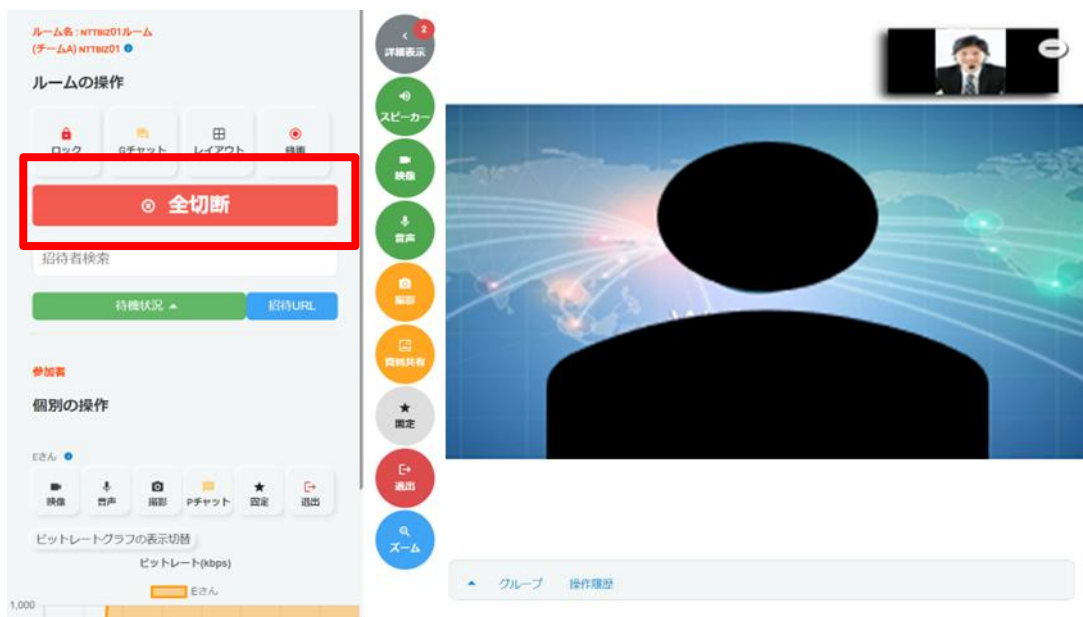 ルーム名 : NTTBIZ01ルーム
(チームA) NTTBIZ01
ルームの操作
ロック
Gチャット
レイアウト
録画
全切断
招待者検索
待機状況
招待URL
参加者
個別の操作
Eさん
映像
音声
撮影
Pチャット
固定
退出
ビットレートグラフの表示切替
ビットレート(kbps)
Eさん
1,000
2
詳細表示
スピーカー
映像
音声
撮影
資料共有
固定
退出
ズーム
グループ
操作履歴